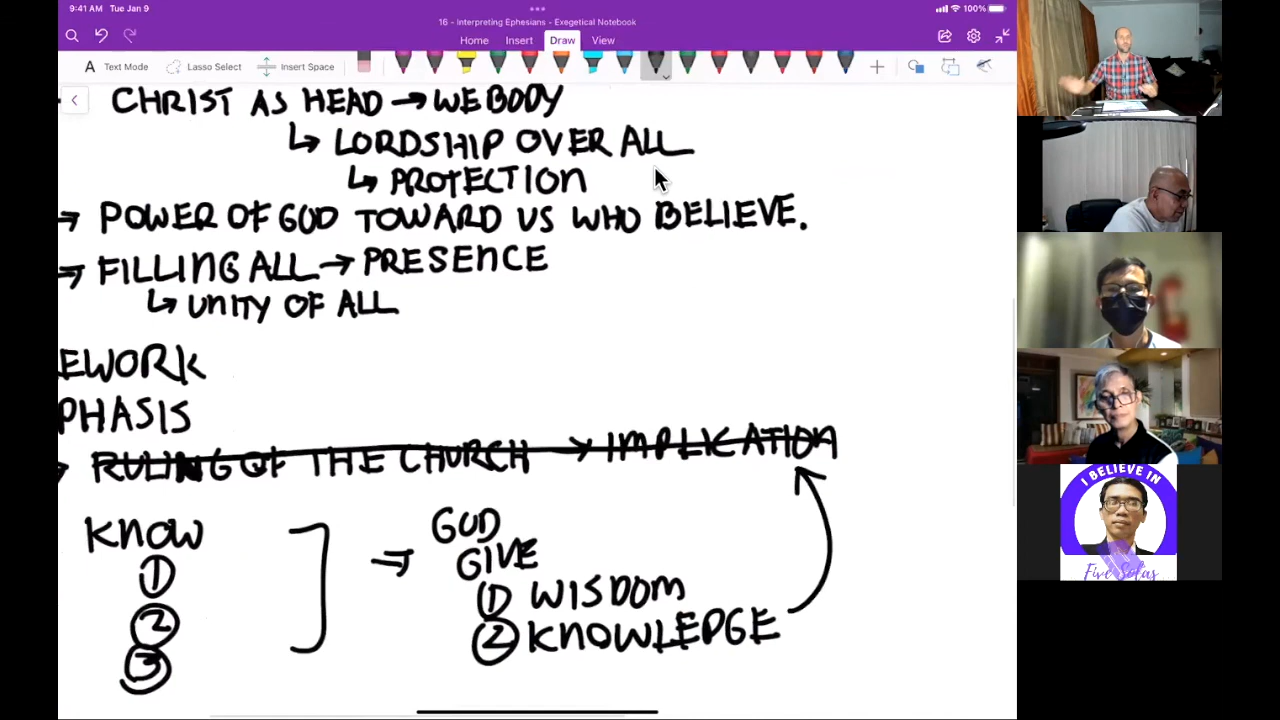 9:41 AM Tue Jan 9
100%
16 - Interpreting Ephesians - Exegetical Notebook
Home Insert Draw View
A Text Mode Lasso Select Insert Space
CHRIST AS HEAD → WE BODY
↳ LORDSHIP OVER ALL
↳ PROTECTION
→ POWER OF GOD TOWARD US WHO BELIEVE.
⇒ FILLING ALL → PRESENCE
↳ UNITY OF ALL
EWORK
PHASIS
RULING OF THE CHURCH → IMPLICATION
KNOW
①
②
③
⇒ GOD
GIVE
① WISDOM
② KNOWLEDGE
I BELIEVE IN
Five Solas